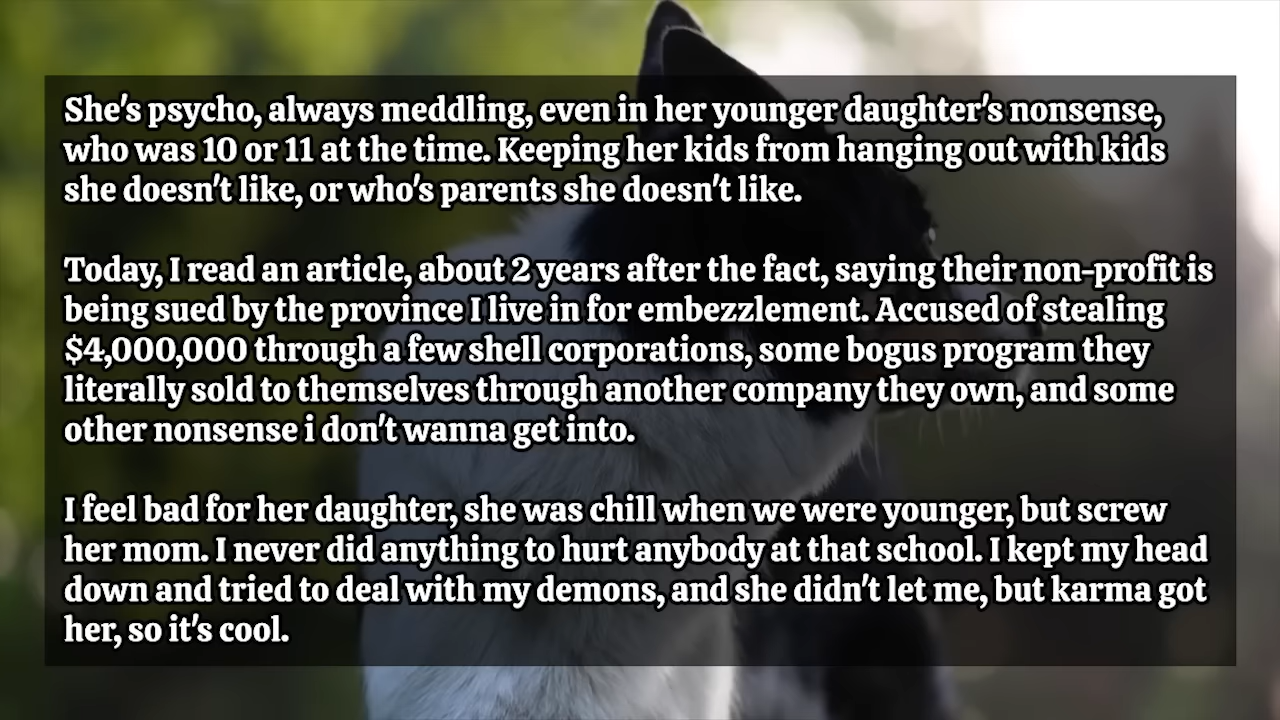 She's psycho, always meddling, even in her younger daughter's nonsense,
who was 10 or 11 at the time. Keeping her kids from hanging out with kids
she doesn't like, or who's parents she doesn't like.
Today, I read an article, about 2 years after the fact, saying their non-profit is
being sued by the province I live in for embezzlement. Accused of stealing
$4,000,000 through a few shell corporations, some bogus program they
literally sold to themselves through another company they own, and some
other nonsense i don't wanna get into.
I feel bad for her daughter, she was chill when we were younger, but screw
her mom. I never did anything to hurt anybody at that school. I kept my head
down and tried to deal with my demons, and she didn't let me, but karma got
her, so it's cool.